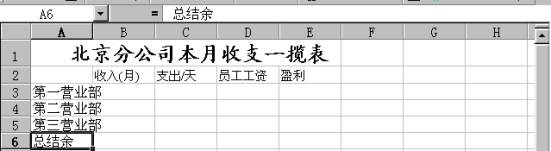 A6 = 总结余
A B C D E F G H
1 北京分公司本月收支一揽表
2 收入(月) 支出/天 员工工资 盈利
3 第一营业部
4 第二营业部
5 第三营业部
6 总结余